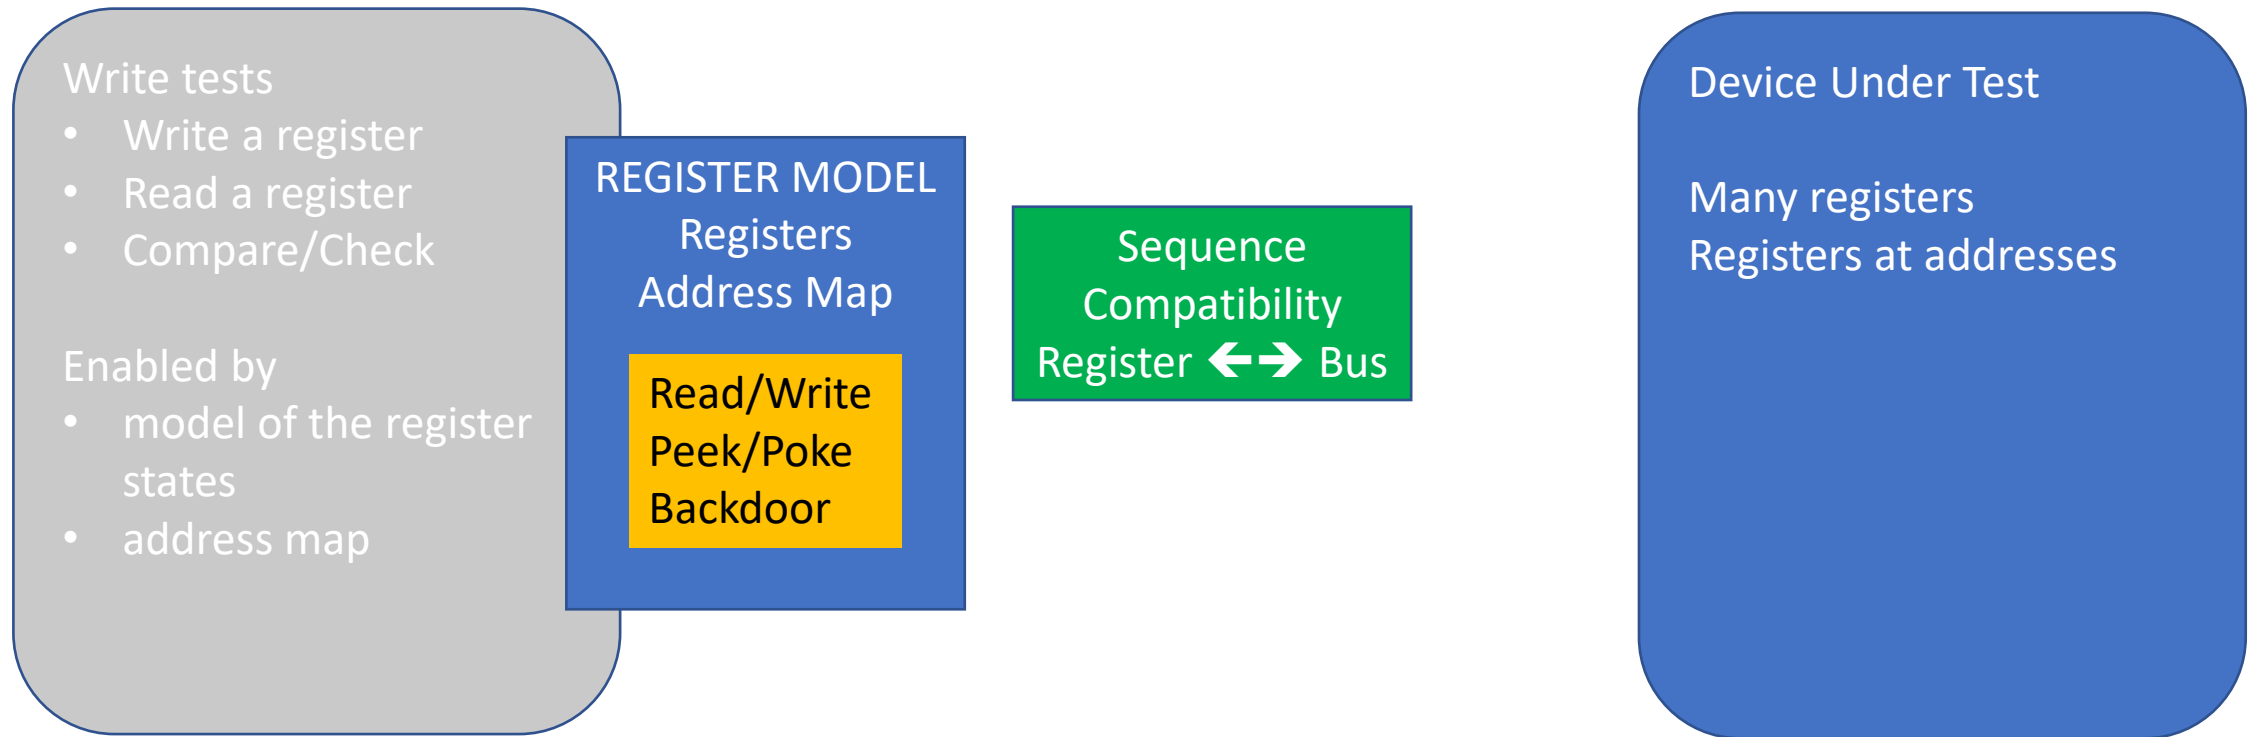 Write tests
• Write a register
• Read a register
• Compare/Check
Enabled by
• model of the register
states
• address map
REGISTER MODEL
Registers
Address Map
Read/Write
Peek/Poke
Backdoor
Sequence
Compatibility
Register 🡸🡺 Bus
Device Under Test
Many registers
Registers at addresses